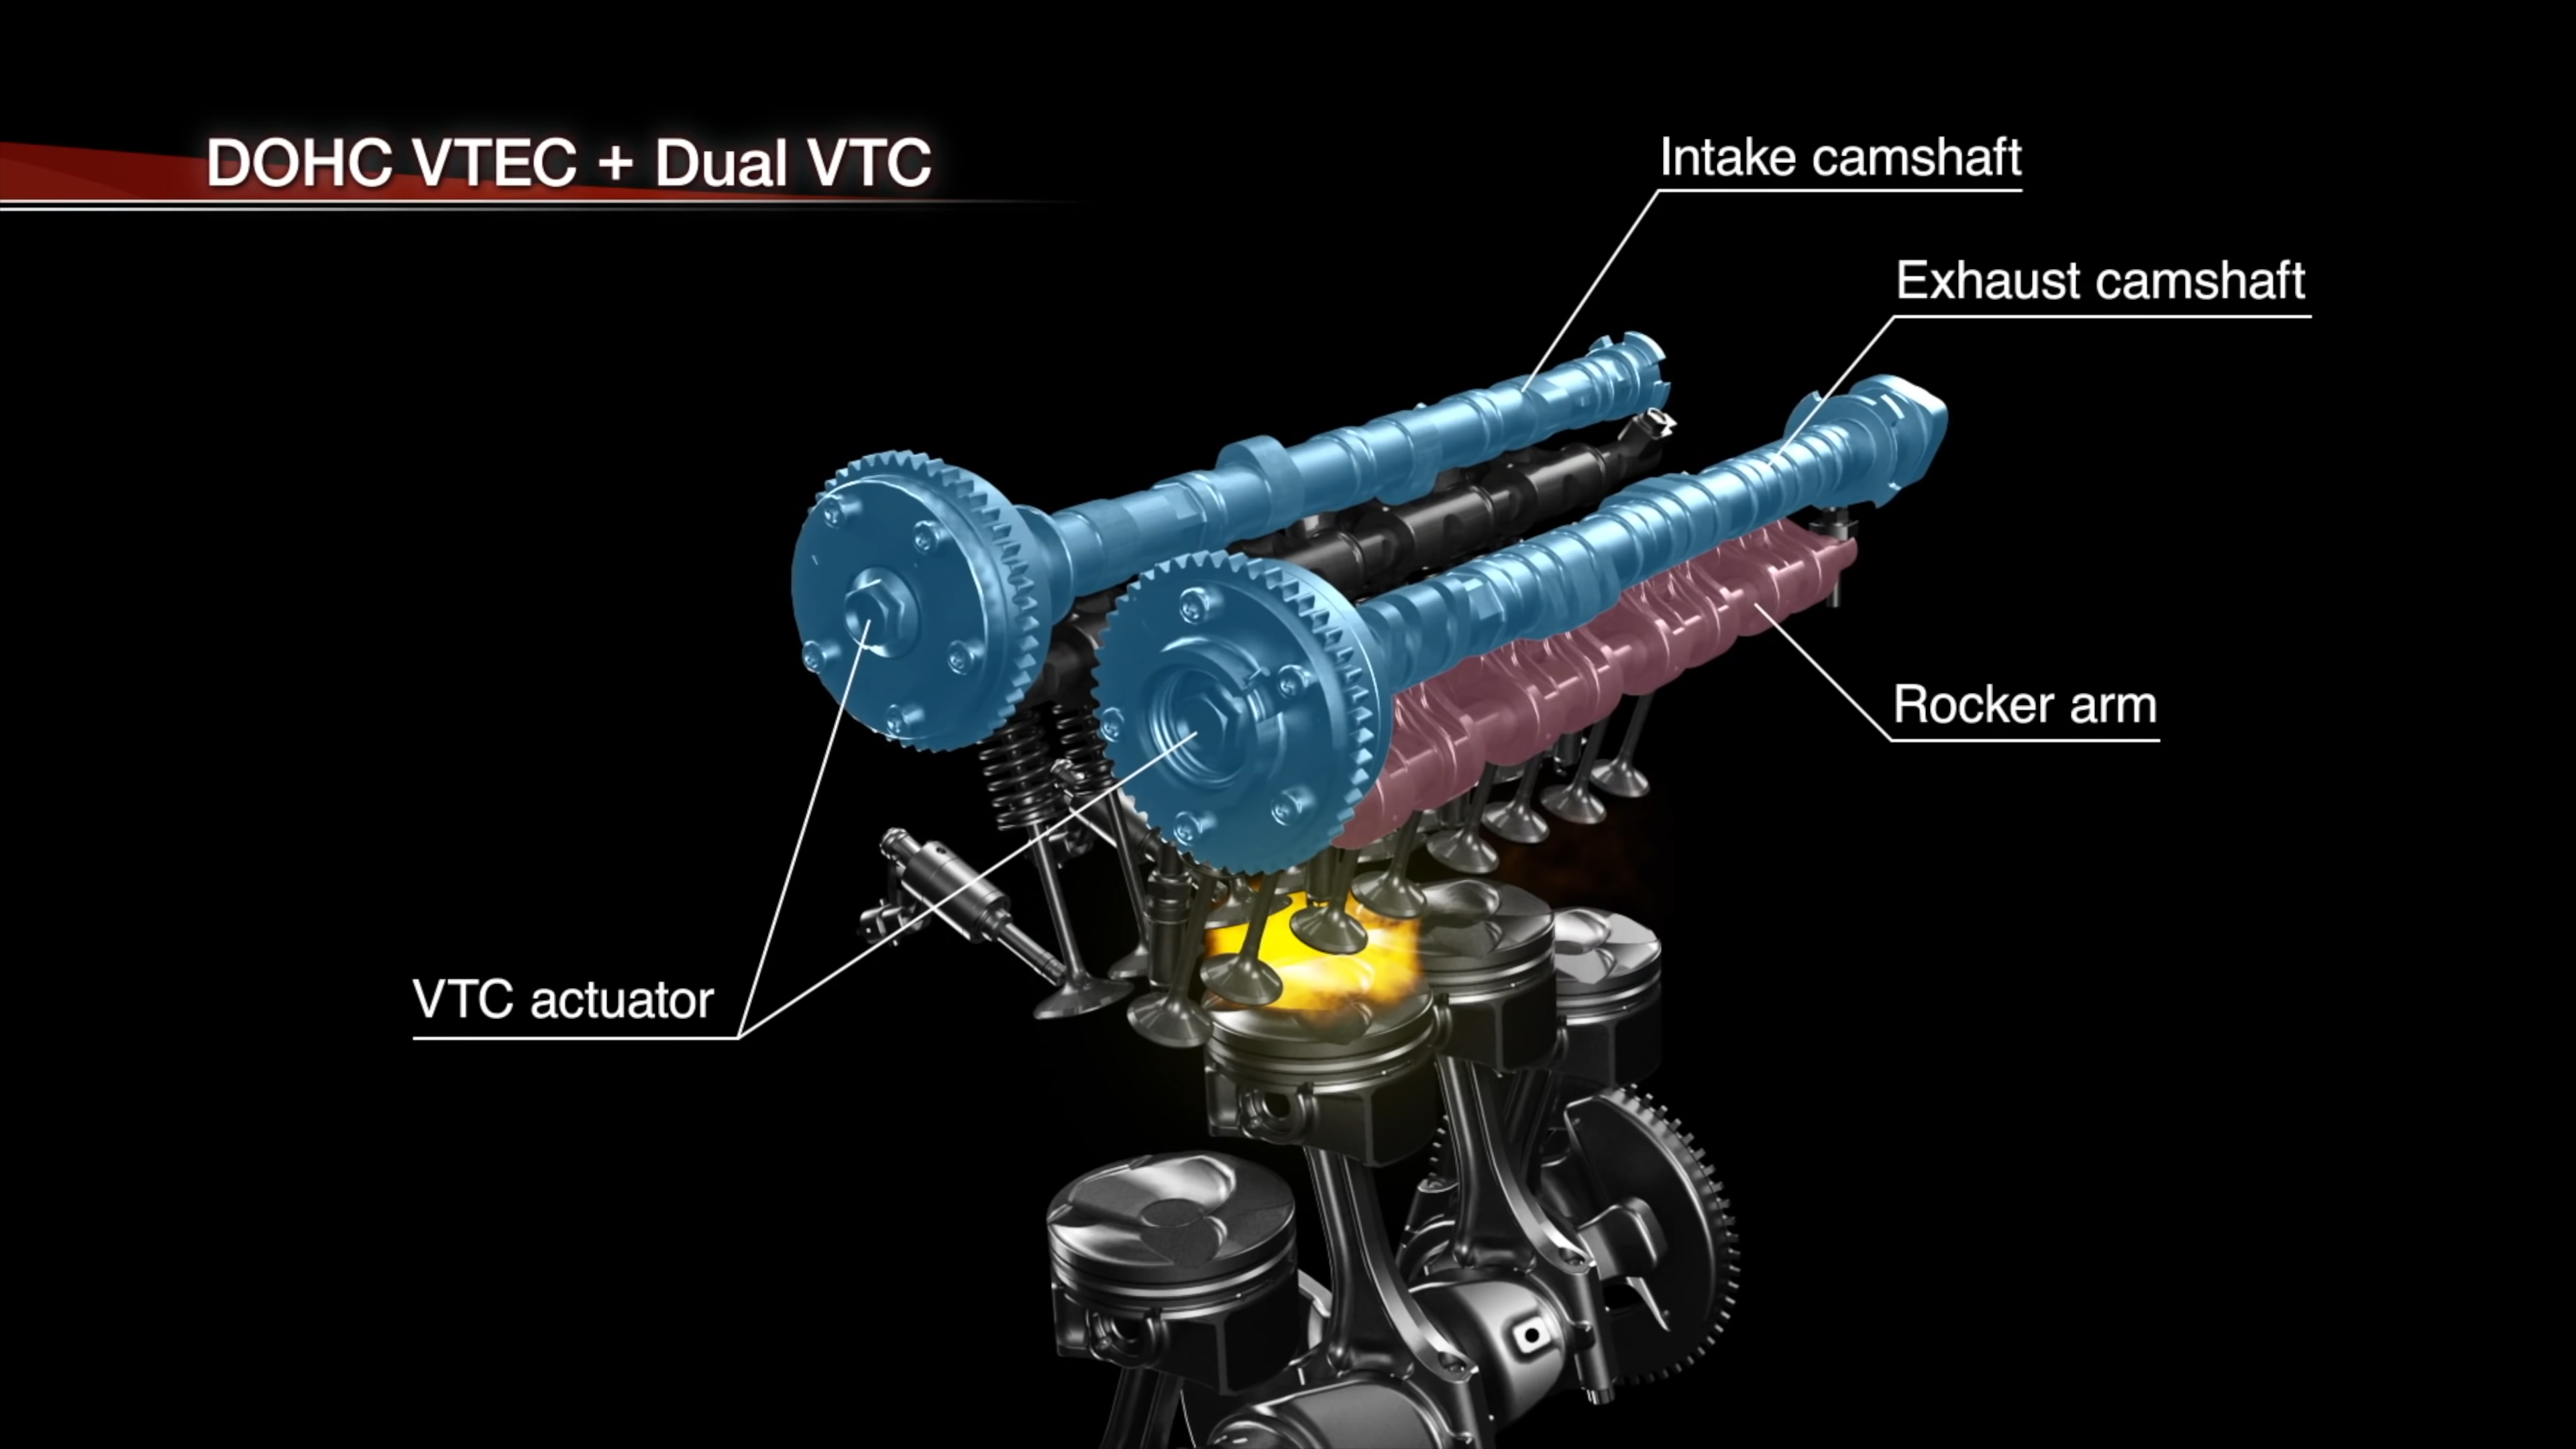 DOHC VTEC + Dual VTC
Intake camshaft
Exhaust camshaft
Rocker arm
VTC actuator